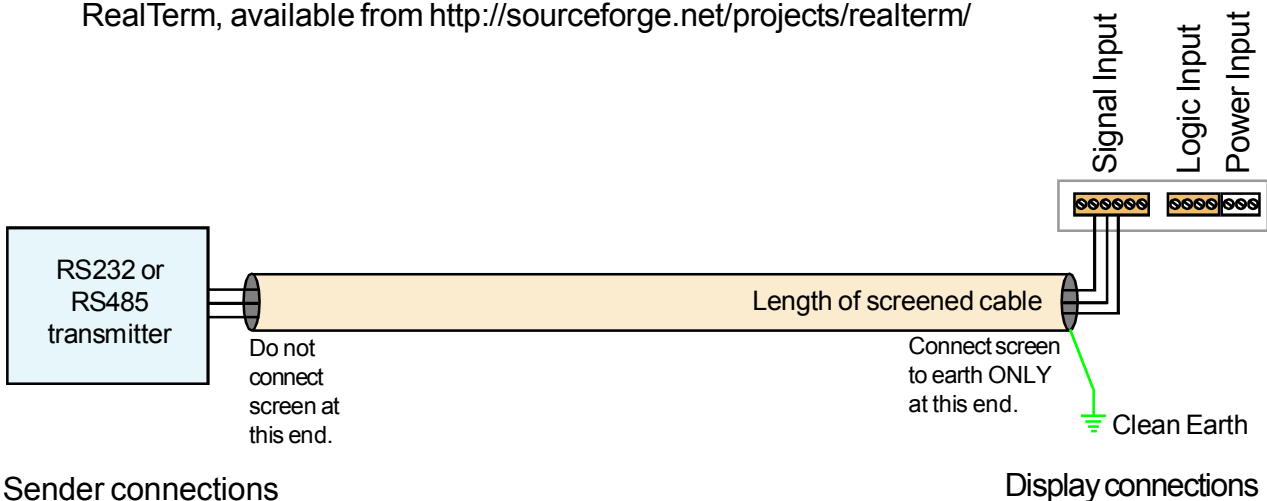 RealTerm, available from http://sourceforge.net/projects/realterm/
Signal Input
Logic Input
Power Input
RS232 or
RS485
transmitter
Length of screened cable
Do not
connect
screen at
this end.
Connect screen
to earth ONLY
at this end.
Clean Earth
Sender connections
Display connections